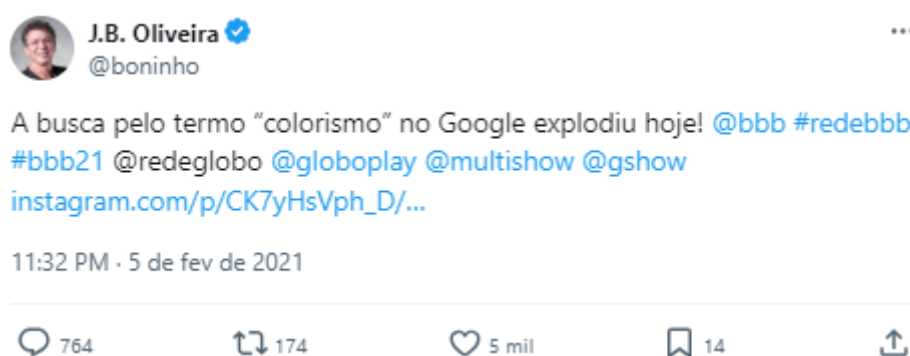 J.B. Oliveira
@boninho
A busca pelo termo “colorismo” no Google explodiu hoje! @bbb #redebbb
#bbb21 @redeglobo @globoplay @multishow @gshow
instagram.com/p/CK7yHsVph_D/...
11:32 PM · 5 de fev de 2021
764 174 5 mil 14